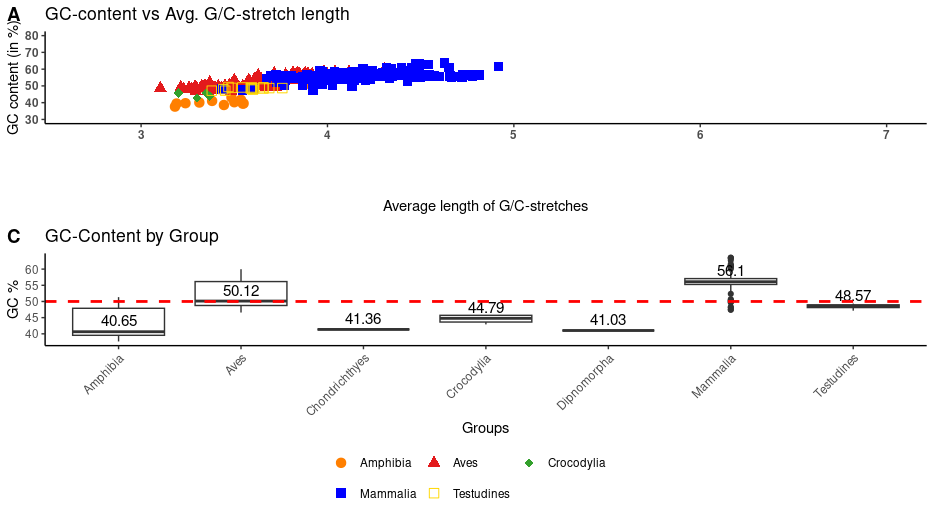 A GC-content vs Avg. G/C-stretch length
GC content (in %)
80
70
60
50
40
30
3 4 5 6 7
Average length of G/C-stretches
C GC-Content by Group
GC %
60
55
50
45
40
40.65 50.12 41.36 44.79 41.03 56.1 48.57
Amphibia Aves Chondrichthyes Crocodylia Dipnomorpha Mammalia Testudines
Groups
Amphibia Aves Crocodylia
Mammalia Testudines